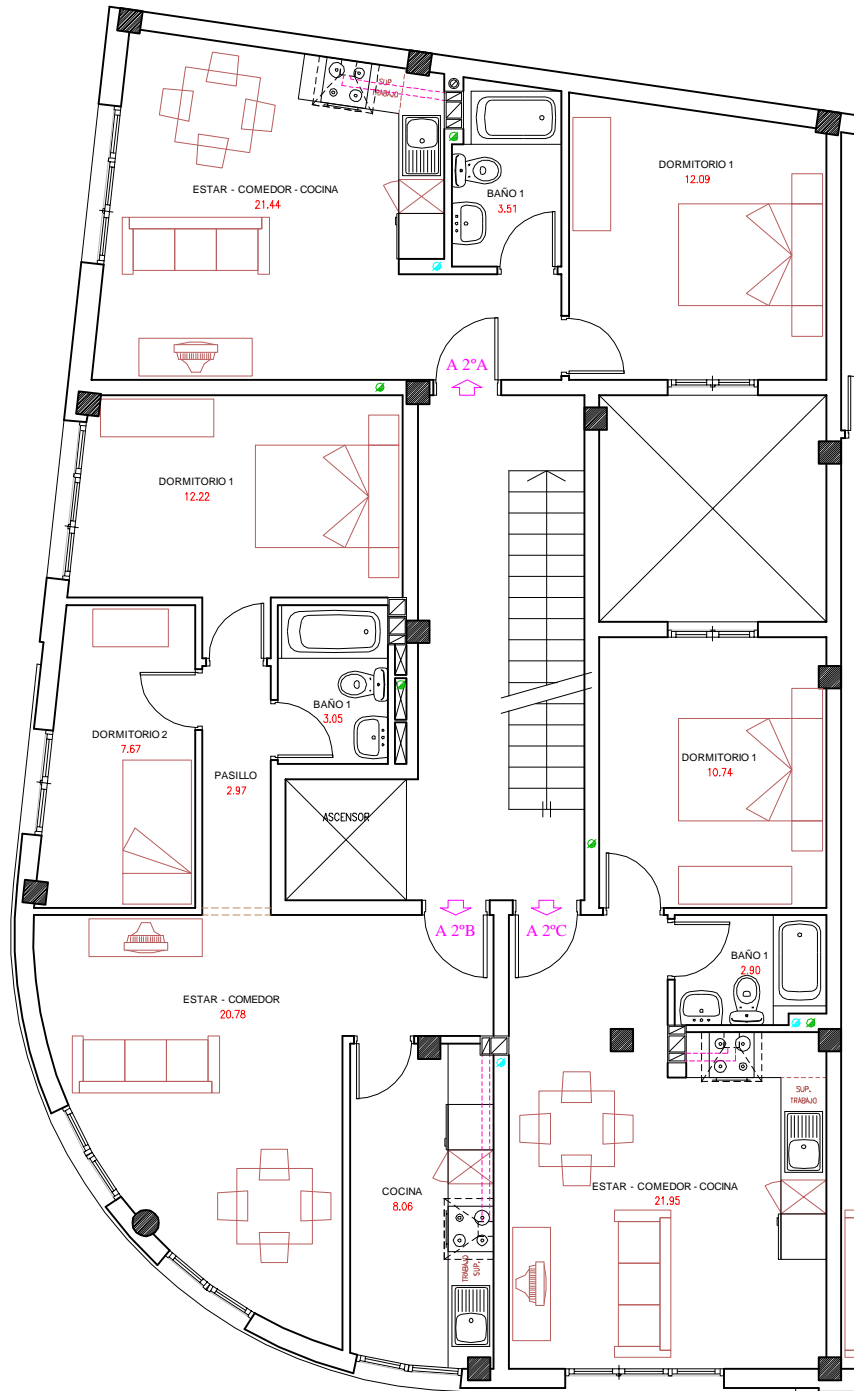 SUP.
TRABAJO
ESTAR - COMEDOR - COCINA
21.44
BAÑO 1
3.51
DORMITORIO 1
12.09
A 2ºA
DORMITORIO 1
12.22
BAÑO 1
3.05
DORMITORIO 2
7.67
PASILLO
2.97
ASCENSOR
DORMITORIO 1
10.74
A 2ºB
A 2ºC
BAÑO 1
2.90
ESTAR - COMEDOR
20.78
SUP.
TRABAJO
COCINA
8.06
ESTAR - COMEDOR - COCINA
21.95
TRABAJO
SUP.